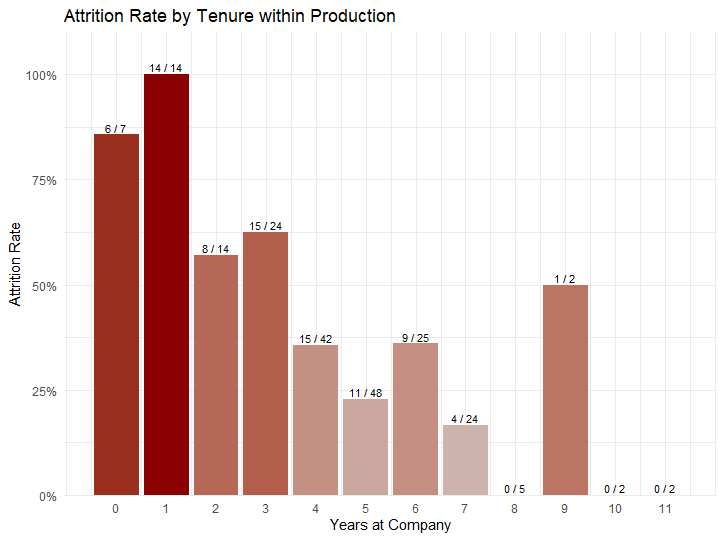 Attrition Rate by Tenure within Production
Attrition Rate
100%
75%
50%
25%
0%
6 / 7
14 / 14
8 / 14
15 / 24
15 / 42
11 / 48
9 / 25
4 / 24
0 / 5
1 / 2
0 / 2
0 / 2
0 1 2 3 4 5 6 7 8 9 10 11
Years at Company